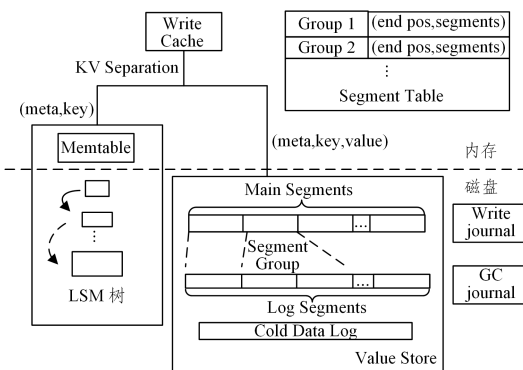 Write
Cache
KV Separation
(meta,key)
Group 1
(end pos,segments)
Group 2
(end pos,segments)
⋮
Segment Table
Memtable
(meta,key,value)
内存
磁盘
⋮
LSM 树
Main Segments
...
Segment
Group
...
Log Segments
Cold Data Log
Value Store
Write
journal
GC
journal